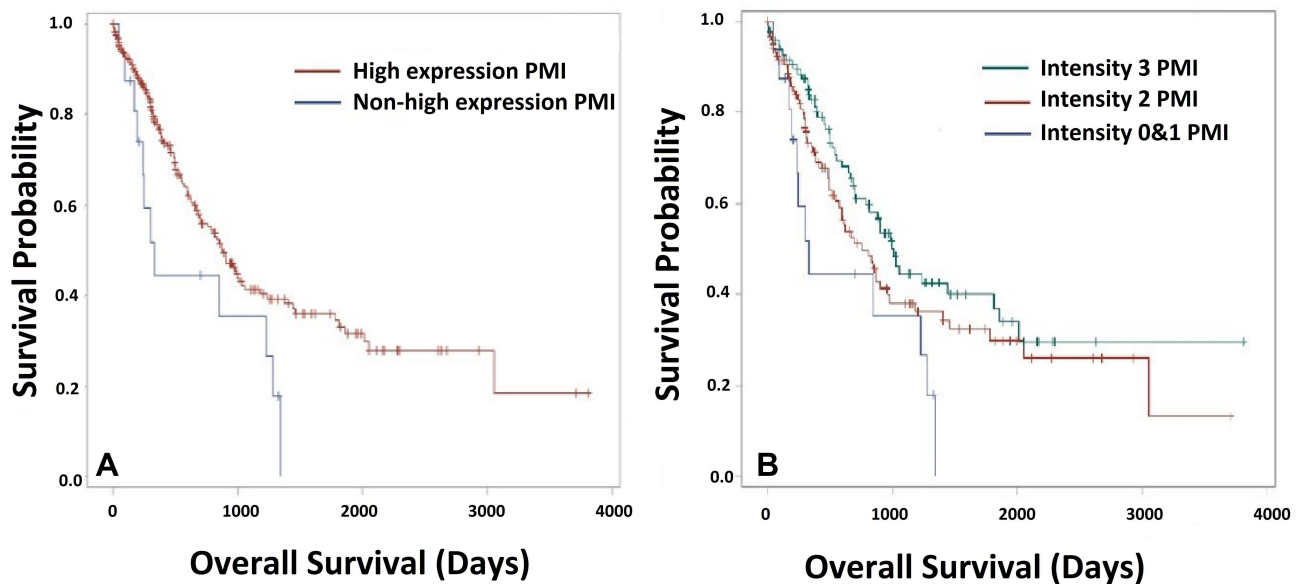 1.0
0.8
0.6
0.4
0.2
0.0
Survival Probability
High expression PMI
Non-high expression PMI
A
0 1000 2000 3000 4000
Overall Survival (Days)
1.0
0.8
0.6
0.4
0.2
0.0
Survival Probability
Intensity 3 PMI
Intensity 2 PMI
Intensity 0&1 PMI
B
0 1000 2000 3000 4000
Overall Survival (Days)